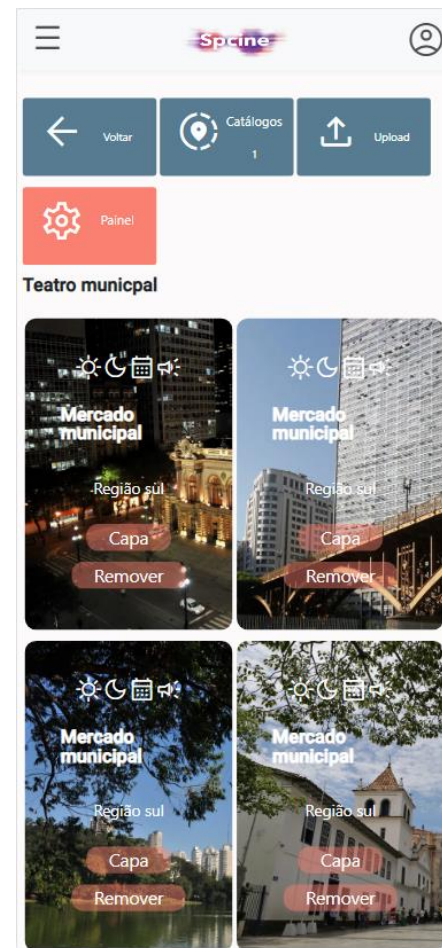 Spcine
Voltar
Catálogos
1
Upload
Painel
Teatro municpal
Mercado
municipal
Região sul
Capa
Remover
Mercado
municipal
Região sul
Capa
Remover
Mercado
municipal
Região sul
Capa
Remover
Mercado
municipal
Região sul
Capa
Remover